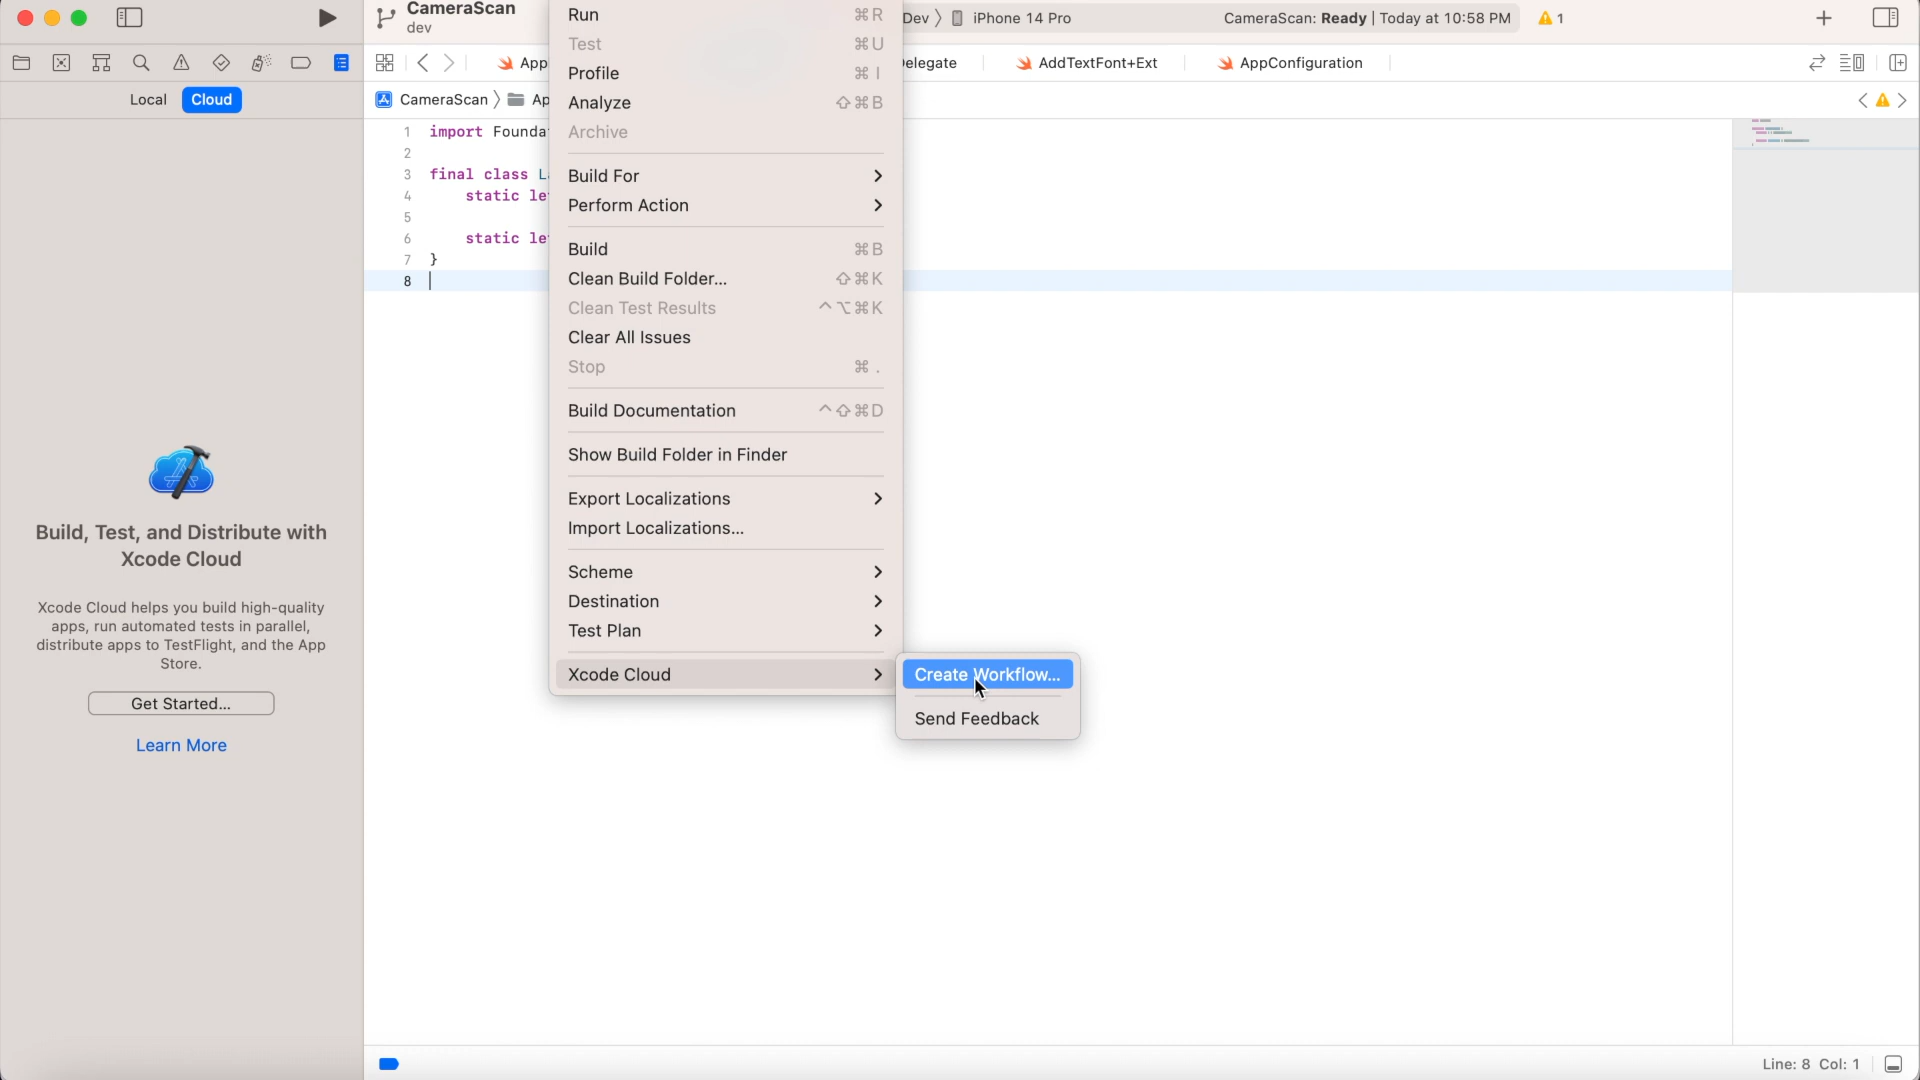 CameraScan
dev
Dev 〉 iPhone 14 Pro
CameraScan: Ready | Today at 10:58 PM
1
App
elegate
AddTextFont+Ext
AppConfiguration
Local
Cloud
CameraScan 〉 Ap
1 import Founda
2
3 final class L
4 static le
5
6 static le
7 }
8
Build, Test, and Distribute with
Xcode Cloud
Xcode Cloud helps you build high-quality
apps, run automated tests in parallel,
distribute apps to TestFlight, and the App
Store.
Get Started...
Learn More
Run ⌘R
Test ⌘U
Profile ⌘I
Analyze ⇧⌘B
Archive
Build For
Perform Action
Build ⌘B
Clean Build Folder... ⇧⌘K
Clean Test Results ^⌥⌘K
Clear All Issues
Stop ⌘.
Build Documentation ^⇧⌘D
Show Build Folder in Finder
Export Localizations
Import Localizations...
Scheme
Destination
Test Plan
Xcode Cloud
Create Workflow...
Send Feedback
Line: 8 Col: 1